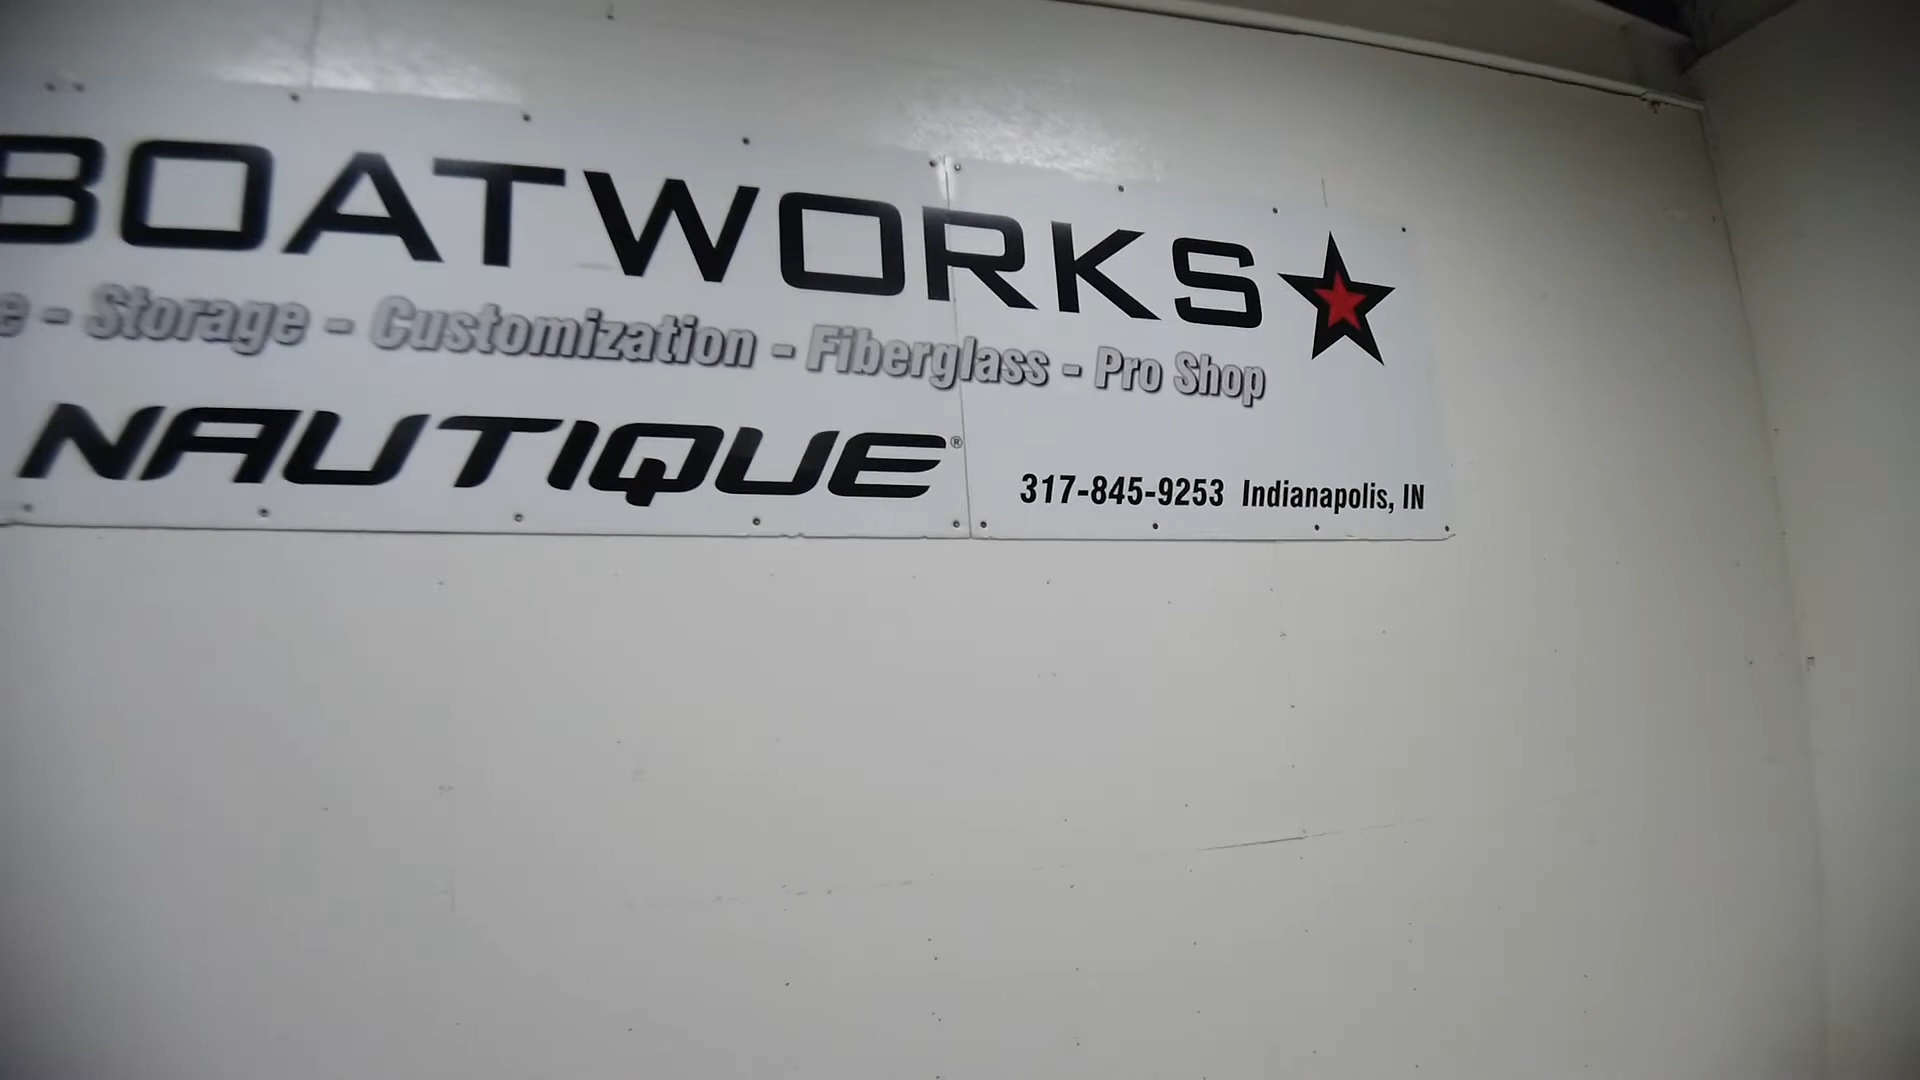 BOATWORKS
e - Storage - Customization - Fiberglass - Pro Shop
NAUTIQUE®
317-845-9253 Indianapolis, IN